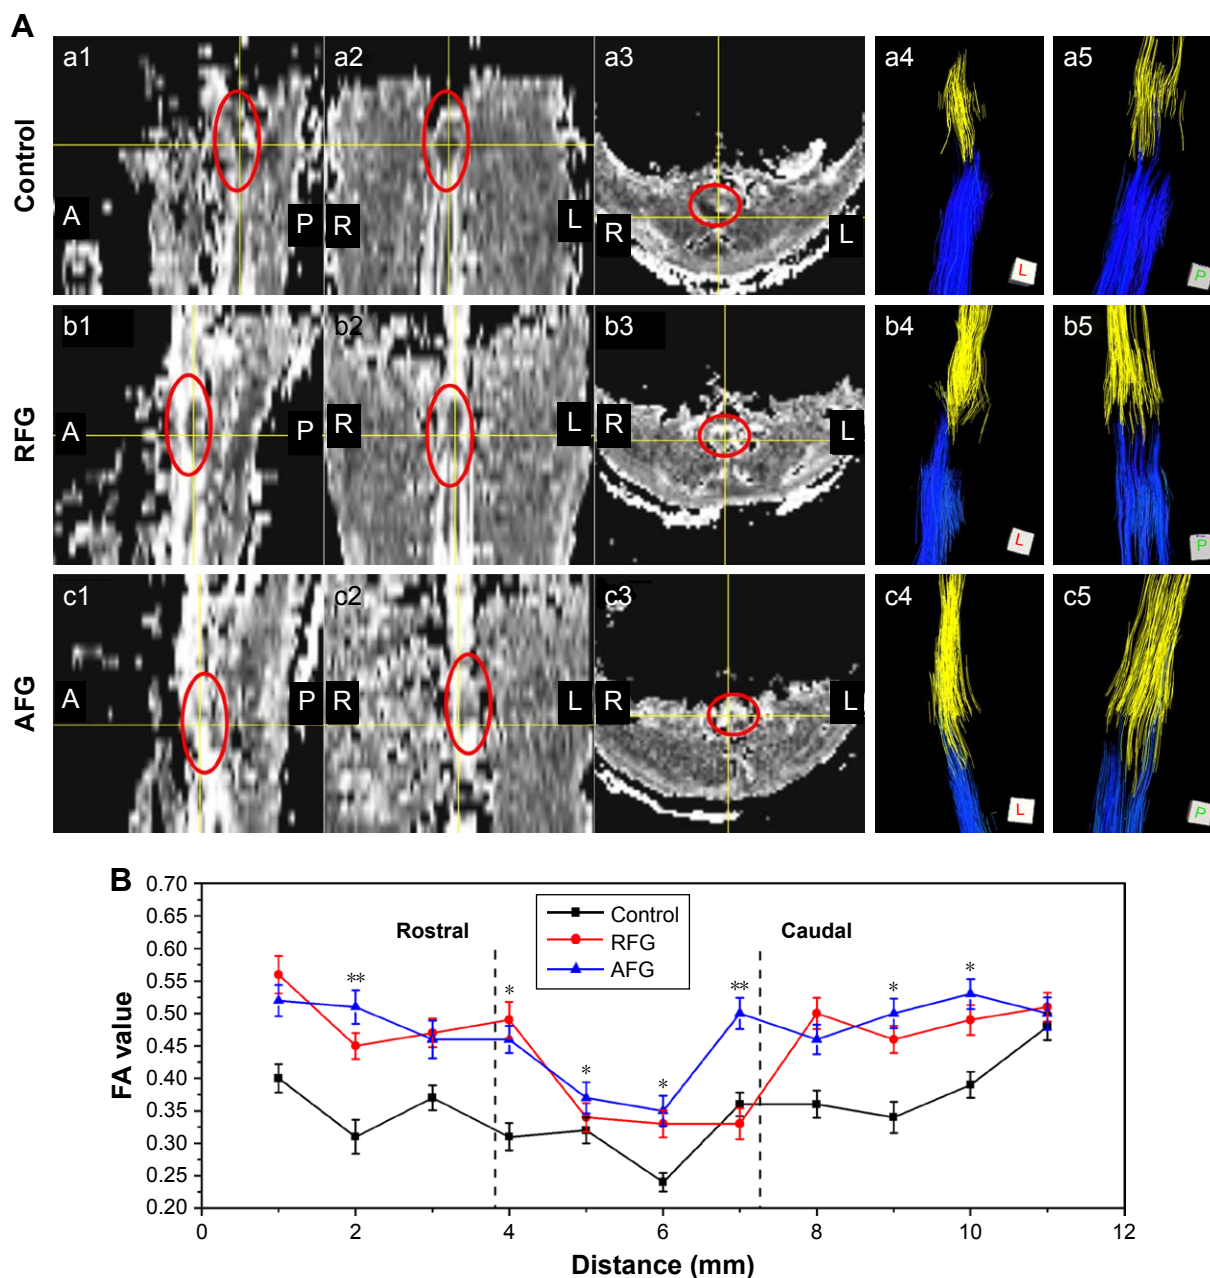 A
a1 a2 a3 a4 a5
Control
A P R L R L L P
b1 b2 b3 b4 b5
RFG
A P R L R L L P
c1 c2 c3 c4 c5
AFG
A P R L R L L P
B
FA value
0.70
0.65
0.60
0.55
0.50
0.45
0.40
0.35
0.30
0.25
0.20
Rostral
Caudal
Control
RFG
AFG
** * * * ** * *
0 2 4 6 8 10 12
Distance (mm)